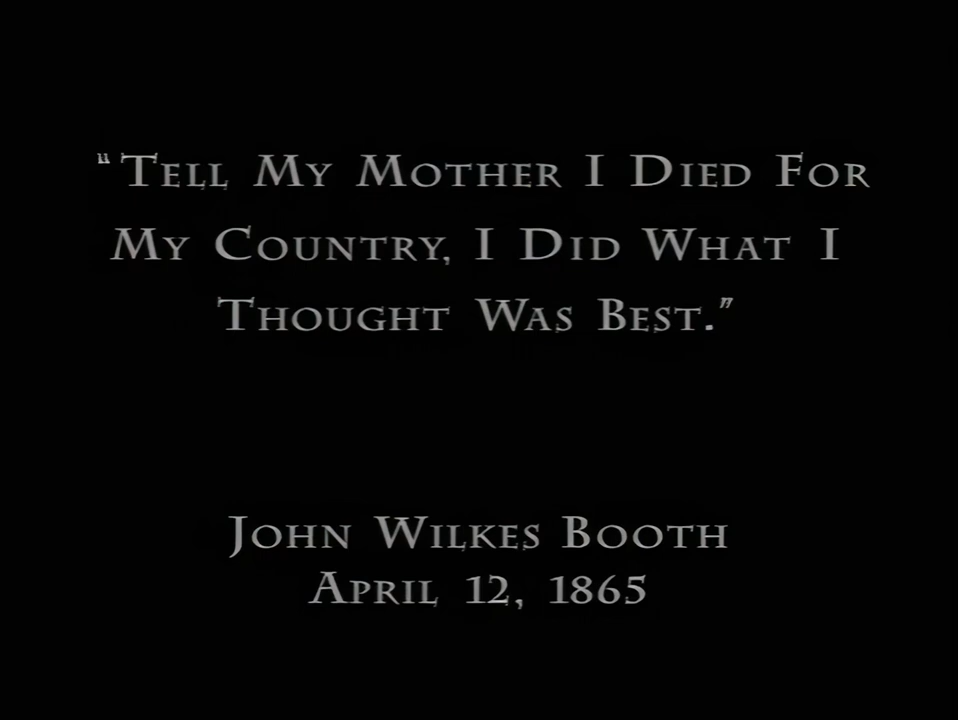 “Tell My Mother I Died For
My Country, I Did What I
Thought Was Best.”
John Wilkes Booth
April 12, 1865